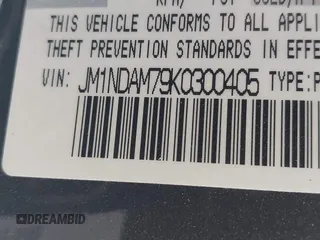 THIS VEHICLE CONFORMS TO ALL APPLI
THEFT PREVENTION STANDARDS IN EFFE
VIN: JM1NDAM79K0300405 TYPE:P
DREAMBID